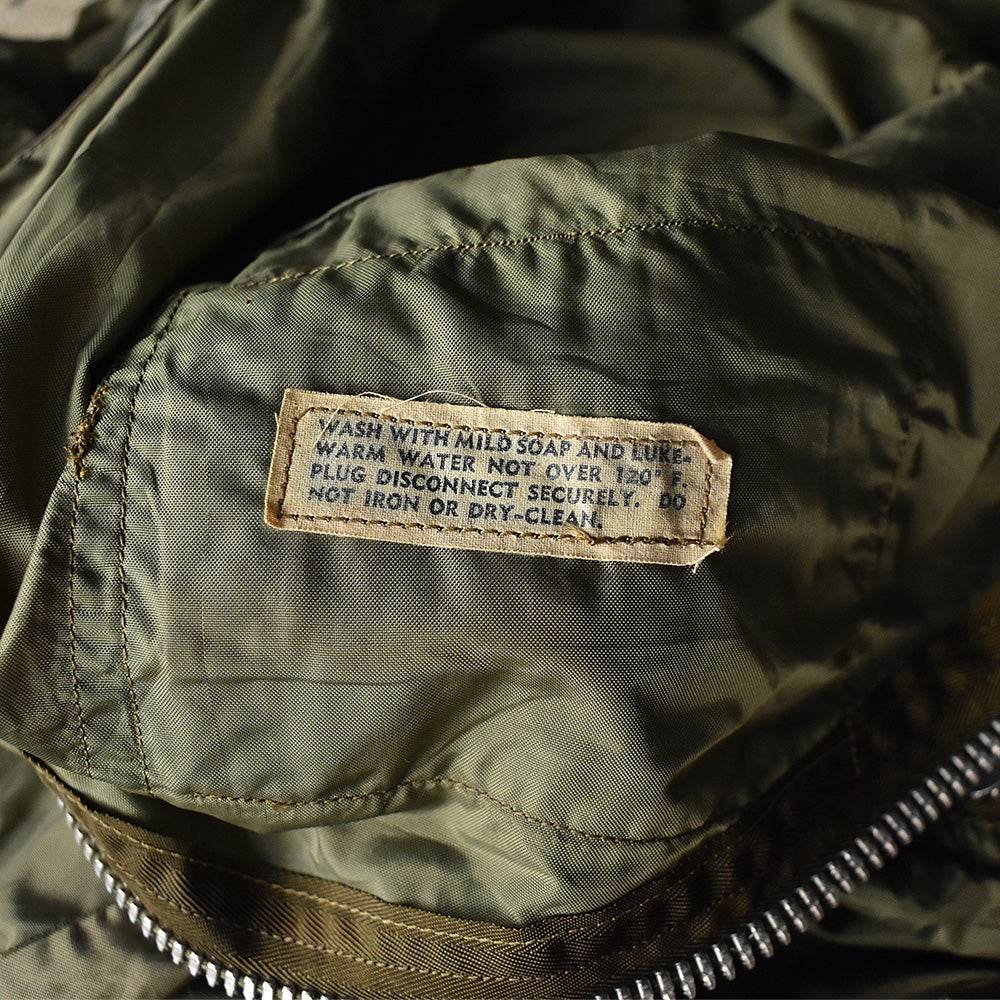 WASH WITH MILD SOAP AND LUKE-
WARM WATER NOT OVER 120° F.
PLUG DISCONNECT SECURELY. DO
NOT IRON OR DRY-CLEAN.